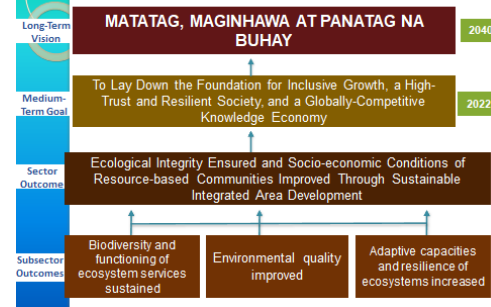 Long-Term
Vision
MATATAG, MAGINHAWA AT PANATAG NA
BUHAY
2040
Medium-
Term Goal
To Lay Down the Foundation for Inclusive Growth, a High-
Trust and Resilient Society, and a Globally-Competitive
Knowledge Economy
2022
Sector
Outcome
Ecological Integrity Ensured and Socio-economic Conditions of
Resource-based Communities Improved Through Sustainable
Integrated Area Development
Subsector
Outcomes
Biodiversity and
functioning of
ecosystem services
sustained
Environmental quality
improved
Adaptive capacities
and resilience of
ecosystems increased